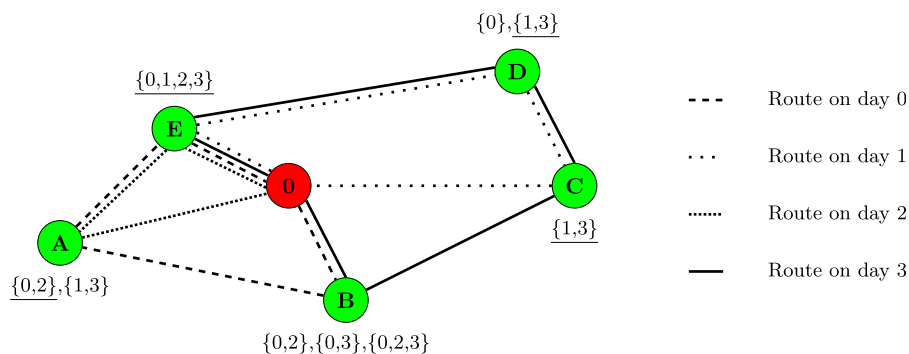 {0},{1,3}
D
{0,1,2,3}
E
0
C
{1,3}
A
{0,2},{1,3}
B
{0,2},{0,3},{0,2,3}
Route on day 0
Route on day 1
Route on day 2
Route on day 3